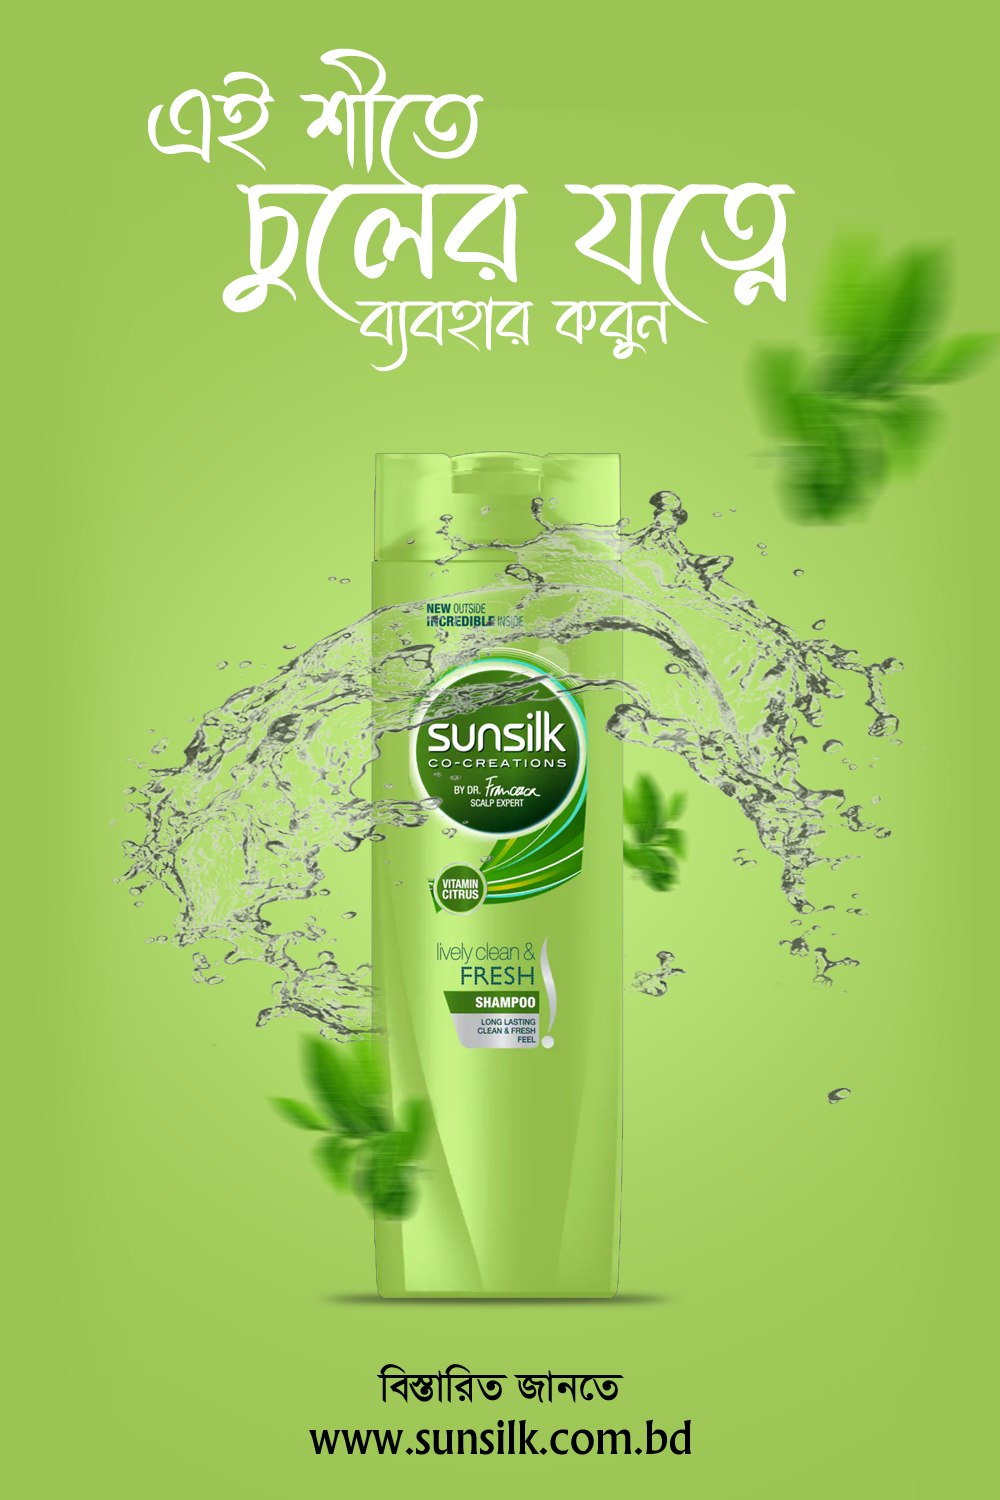 এই শীতে
চুলের যত্নে
ব্যবহার করুন
NEW OUTSIDE
INCREDIBLE INSIDE
sunsilk
CO-CREATIONS
BY DR. Francesca
SCALP EXPERT
VITAMIN
CITRUS
lively clean &
FRESH
SHAMPOO
LONG LASTING
CLEAN & FRESH
FEEL
বিস্তারিত জানতে
www.sunsilk.com.bd